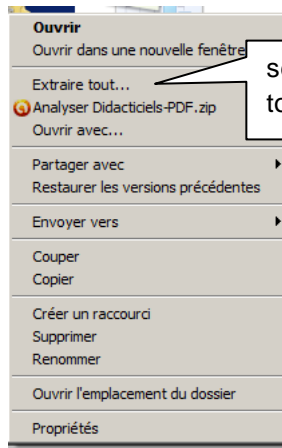 Ouvrir
Ouvrir dans une nouvelle fenêtre
Extraire tout...
Analyser Didacticiels-PDF.zip
Ouvrir avec...
Partager avec
Restaurer les versions précédentes
Envoyer vers
Couper
Copier
Créer un raccourci
Supprimer
Renommer
Ouvrir l'emplacement du dossier
Propriétés